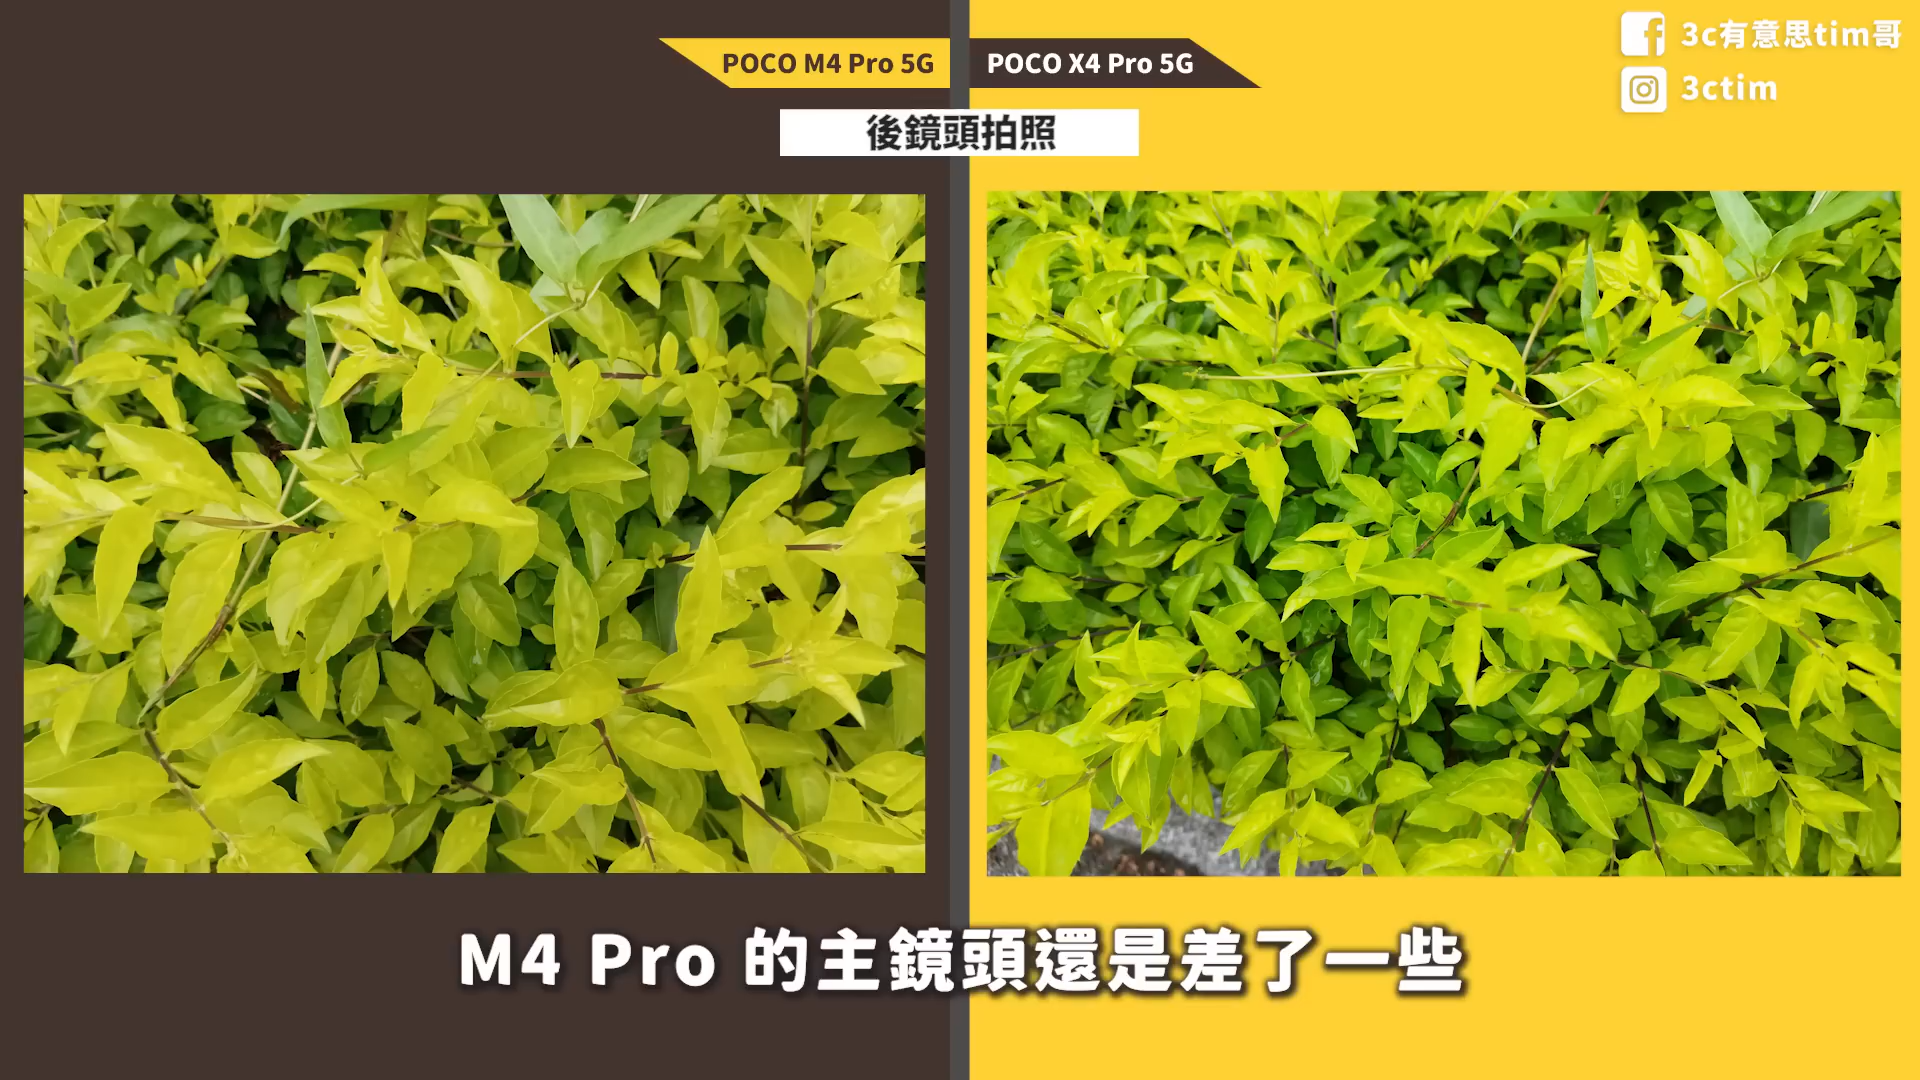 POCO M4 Pro 5G
POCO X4 Pro 5G
3c有意思tim哥
3ctim
後鏡頭拍照
M4 Pro 的主鏡頭還是差了一些